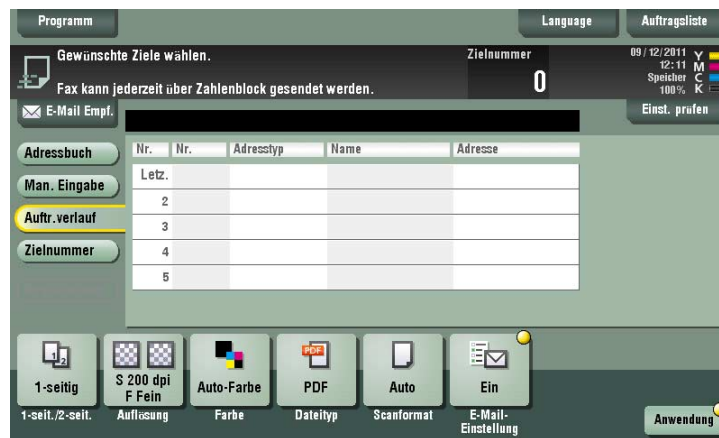 Programm
Language
Auftragsliste
Gewünschte Ziele wählen.
Zielnummer
09/12/2011
12:11
Speicher
100%
Y
M
C
K
Fax kann jederzeit über Zahlenblock gesendet werden.
0
E-Mail Empf.
Einst. prüfen
Adressbuch
Nr. Nr. Adresstyp Name Adresse
Man. Eingabe
Letz.
2
Auftr.verlauf
3
Zielnummer
4
5
1-seitig
S 200 dpi
F Fein
Auto-Farbe
PDF
PDF
Auto
Ein
1-seit./2-seit.
Auflösung
Farbe
Dateityp
Scanformat
E-Mail-
Einstellung
Anwendung